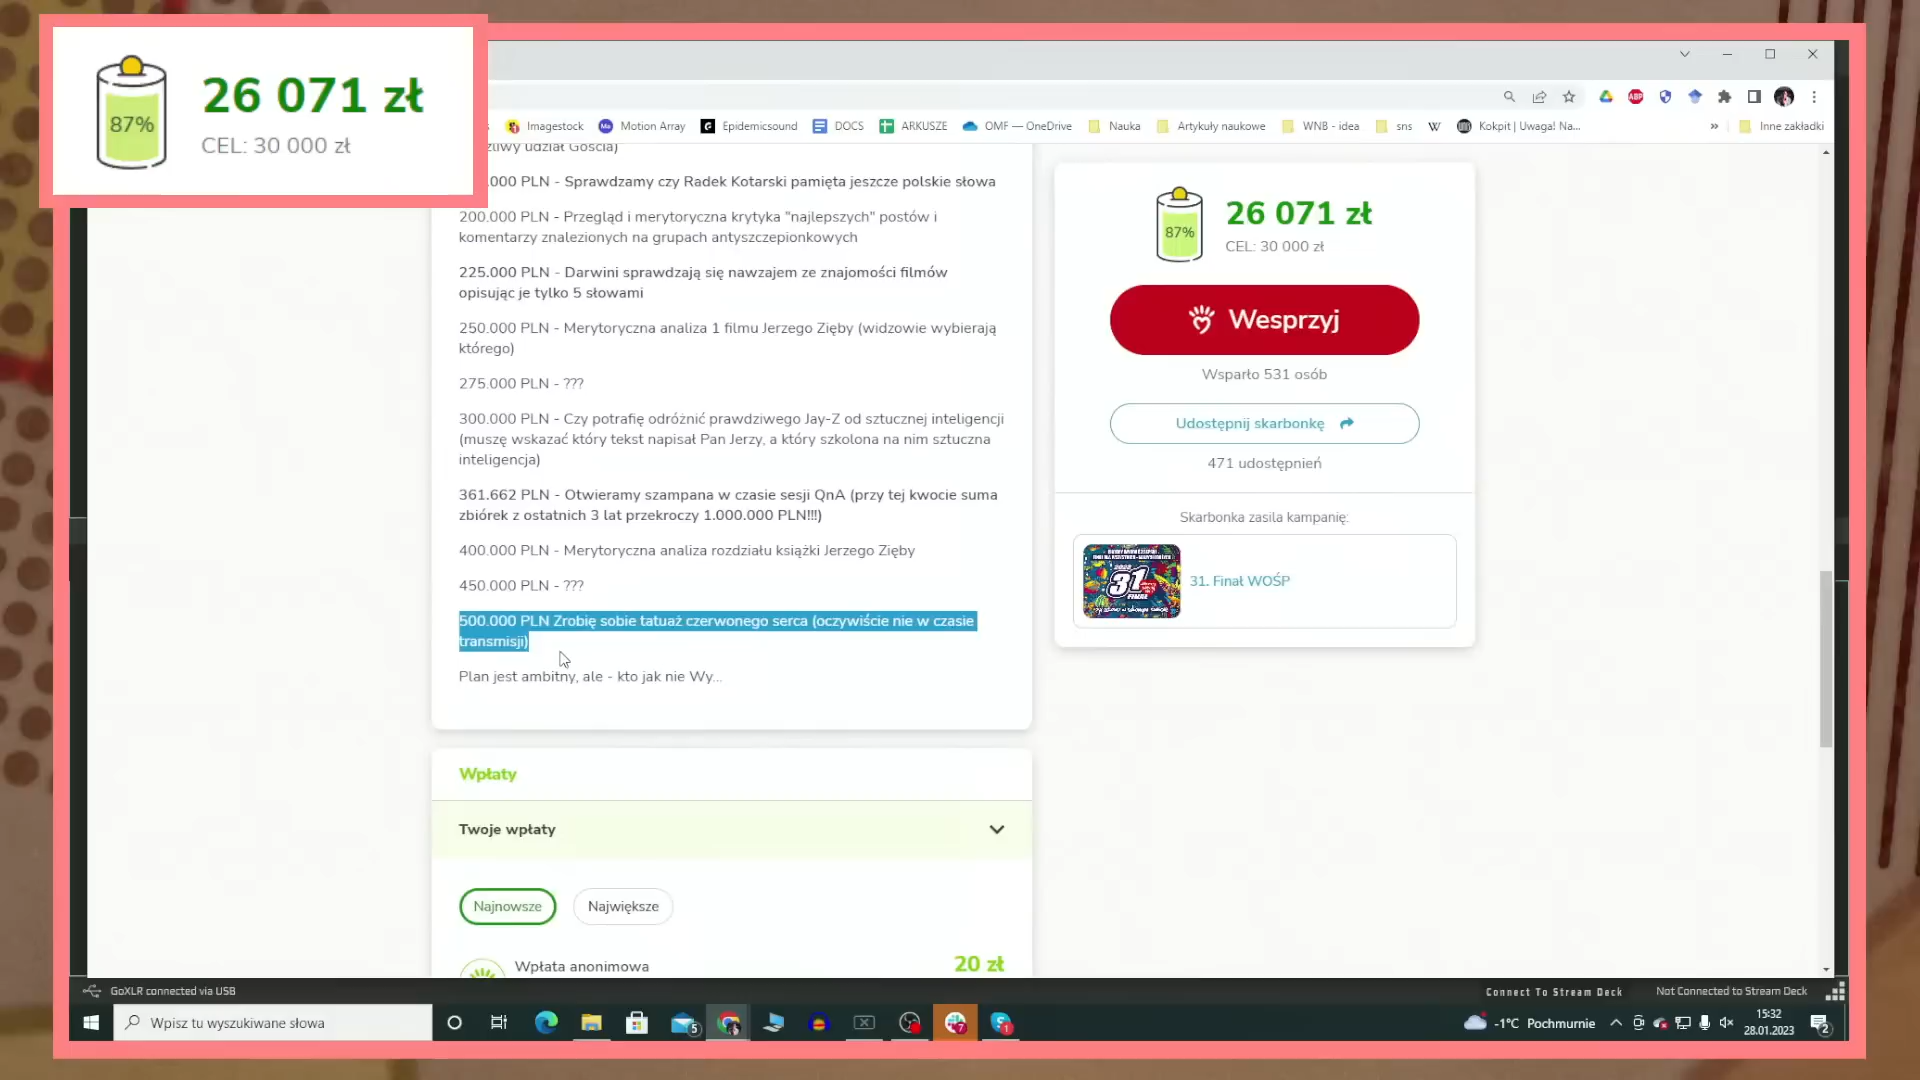 26 071 zł
87%
CEL: 30 000 zł
Imagestock
Motion Array
Epidemicsound
DOCS
ARKUSZE
OMF — OneDrive
Nauka
Artykuły naukowe
WNB - idea
sns
Kokpit | Uwaga! Na...
»
Inne zakładki
udział Gościa)
.000 PLN - Sprawdzamy czy Radek Kotarski pamięta jeszcze polskie słowa
200.000 PLN - Przegląd i merytoryczna krytyka "najlepszych" postów i
komentarzy znalezionych na grupach antyszczepionkowych
225.000 PLN - Darwini sprawdzają się nawzajem ze znajomości filmów
opisując je tylko 5 słowami
250.000 PLN - Merytoryczna analiza 1 filmu Jerzego Zięby (widzowie wybierają
którego)
275.000 PLN - ???
300.000 PLN - Czy potrafię odróżnić prawdziwego Jay-Z od sztucznej inteligencji
(muszę wskazać który tekst napisał Pan Jerzy, a który szkolona na nim sztuczna
inteligencja)
361.662 PLN - Otwieramy szampana w czasie sesji QnA (przy tej kwocie suma
zbiórek z ostatnich 3 lat przekroczy 1.000.000 PLN!!!)
400.000 PLN - Merytoryczna analiza rozdziału książki Jerzego Zięby
450.000 PLN - ???
500.000 PLN Zrobię sobie tatuaż czerwonego serca (oczywiście nie w czasie
transmisji)
Plan jest ambitny, ale - kto jak nie Wy...
26 071 zł
87%
CEL: 30 000 zł
Wesprzyj
Wsparło 531 osób
Udostępnij skarbonkę
471 udostępnień
Skarbonka zasila kampanię:
31
31. Finał WOŚP
Wpłaty
Twoje wpłaty
Najnowsze
Największe
Wpłata anonimowa
20 zł
GoXLR connected via USB
Connect To Stream Deck
Not Connected to Stream Deck
Wpisz tu wyszukiwane słowa
5
7
1
-1°C Pochmurnie
15:32
28.01.2023
2